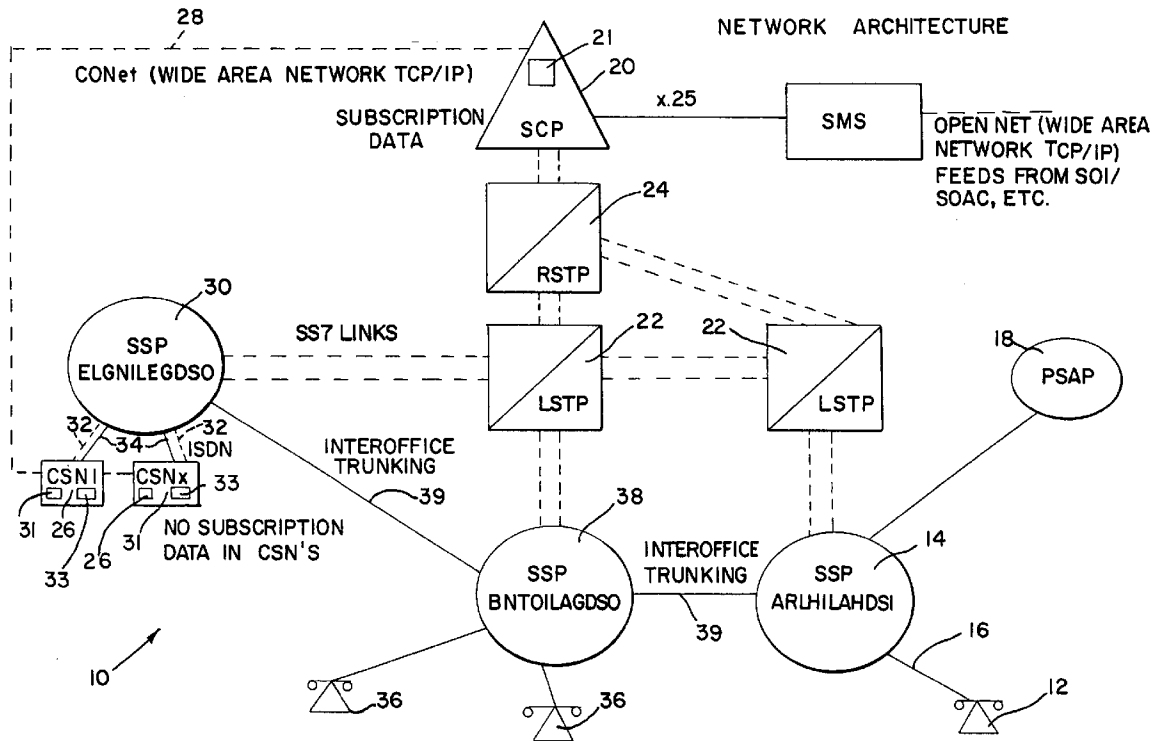 28
NETWORK ARCHITECTURE
21
20
CONet (WIDE AREA NETWORK TCP/IP)
x.25
SUBSCRIPTION
DATA
SCP
SMS
OPEN NET (WIDE AREA
NETWORK TCP/IP)
FEEDS FROM SOI/
SOAC, ETC.
24
RSTP
30
SS7 LINKS
22
22
18
SSP
ELGNILEGDSO
PSAP
LSTP
LSTP
32
34
32
ISDN
INTEROFFICE
TRUNKING
CSN1
CSNx
33
39
38
31
26
33
26
31
NO SUBSCRIPTION
DATA IN CSN'S
INTEROFFICE
TRUNKING
14
SSP
BNTOILAGDSO
SSP
ARLHILAHDSI
39
16
10
36
36
12